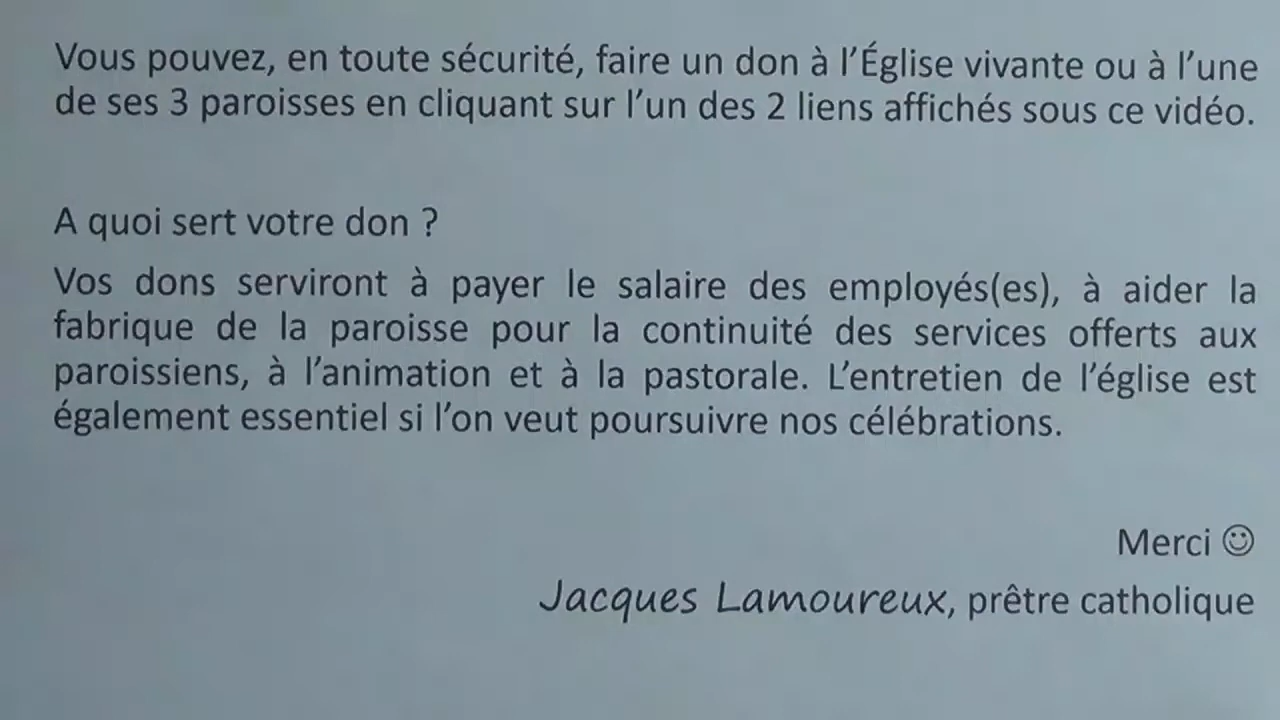 Vous pouvez, en toute sécurité, faire un don à l’Église vivante ou à l’une
de ses 3 paroisses en cliquant sur l’un des 2 liens affichés sous ce vidéo.
A quoi sert votre don ?
Vos dons serviront à payer le salaire des employés(es), à aider la
fabrique de la paroisse pour la continuité des services offerts aux
paroissiens, à l’animation et à la pastorale. L’entretien de l’église est
également essentiel si l’on veut poursuivre nos célébrations.
Merci ☺
Jacques Lamoureux, prêtre catholique